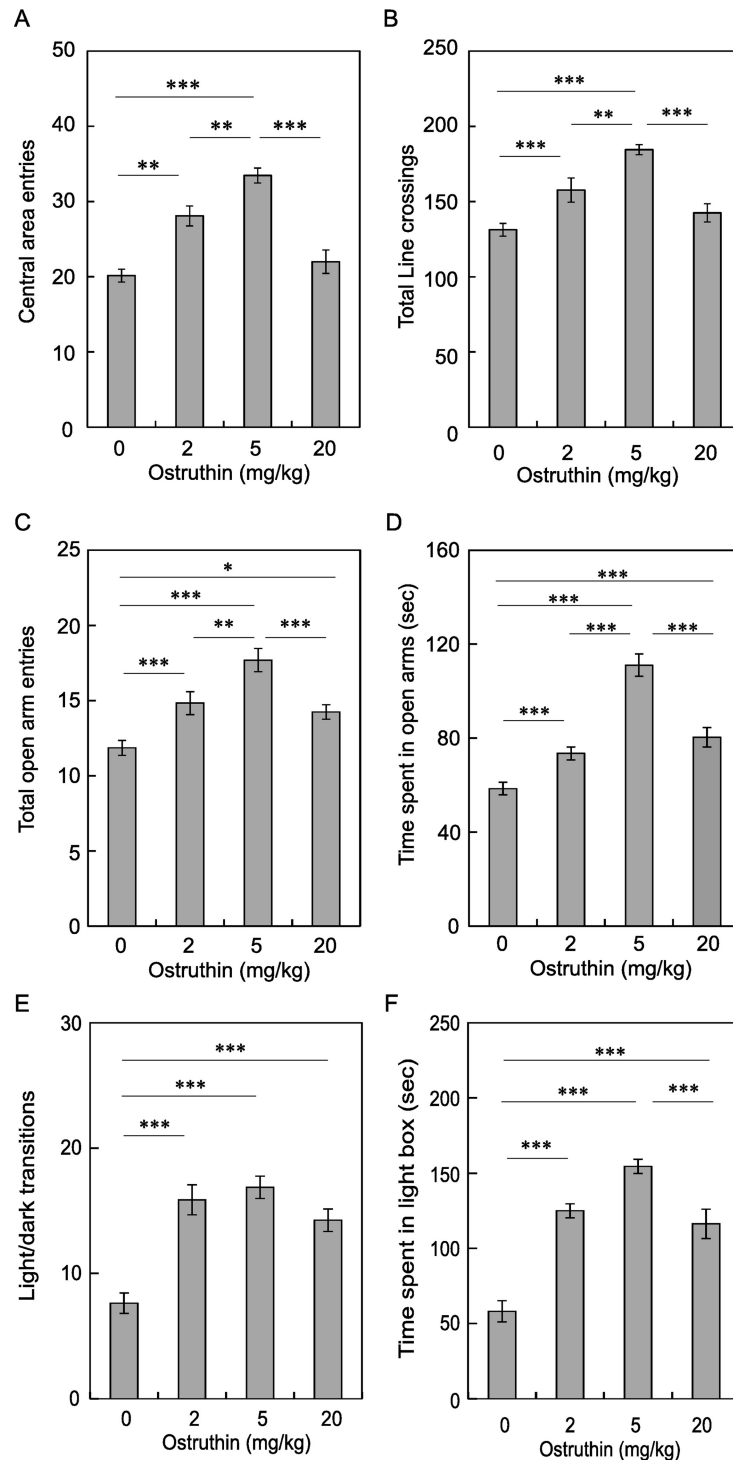 A
Central area entries
50
40
30
20
10
0
***
** ***
**
0 2 5 20
Ostruthin (mg/kg)
B
Total Line crossings
250
200
150
100
50
0
***
** ***
***
0 2 5 20
Ostruthin (mg/kg)
C
Total open arm entries
25
20
15
10
5
0
*
***
** ***
***
0 2 5 20
Ostruthin (mg/kg)
D
Time spent in open arms (sec)
160
120
80
40
0
***
***
*** ***
***
0 2 5 20
Ostruthin (mg/kg)
E
Light/dark transitions
30
20
10
0
***
***
***
0 2 5 20
Ostruthin (mg/kg)
F
Time spent in light box (sec)
250
200
150
100
50
0
***
*** ***
***
0 2 5 20
Ostruthin (mg/kg)